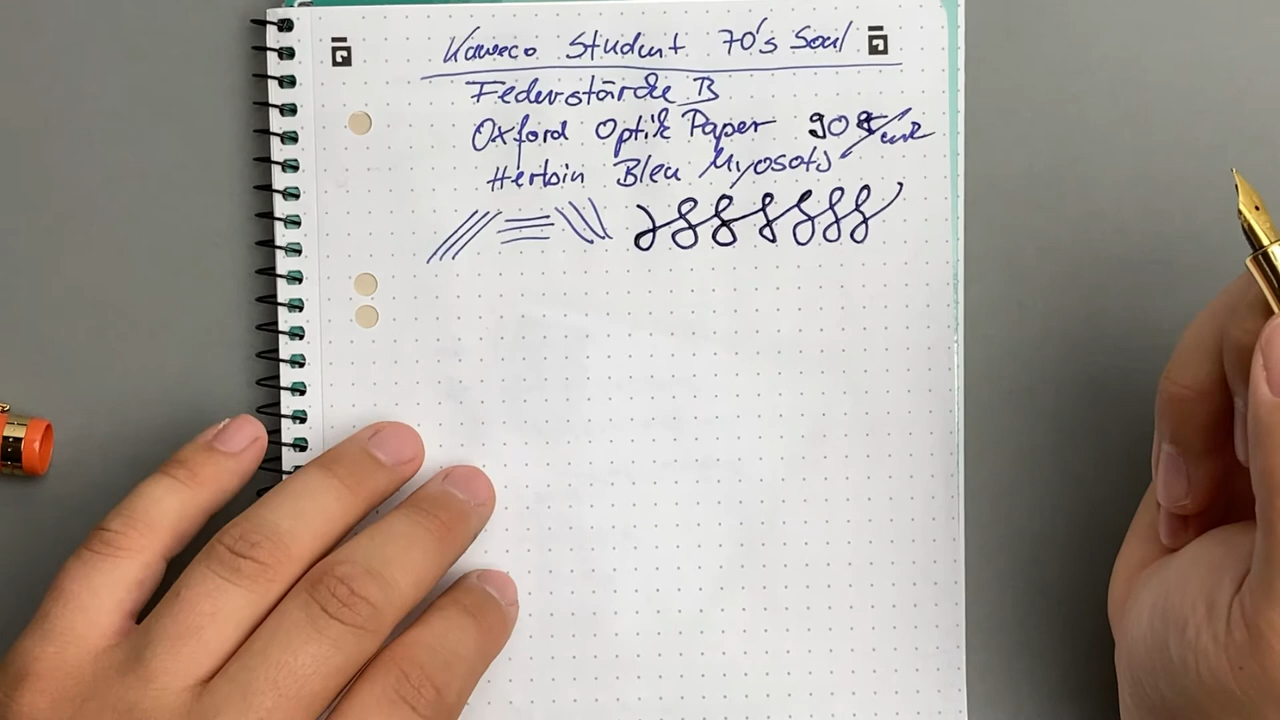 Kaweco Student 70's Soul
Federstärke B
Oxford Optik Paper 90g/m2
Herbin Bleu Myosotis